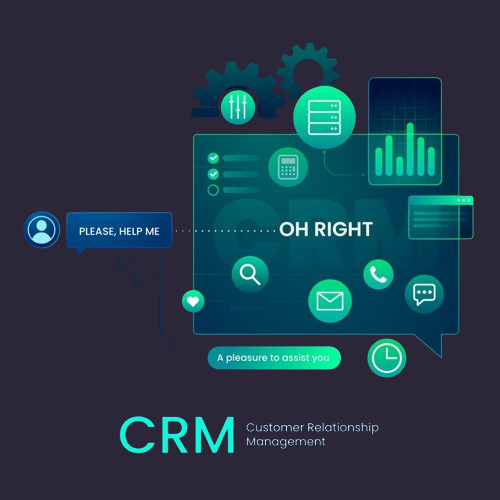 PLEASE, HELP ME
OH RIGHT
CRM
A pleasure to assist you
CRM
Customer Relationship
Management